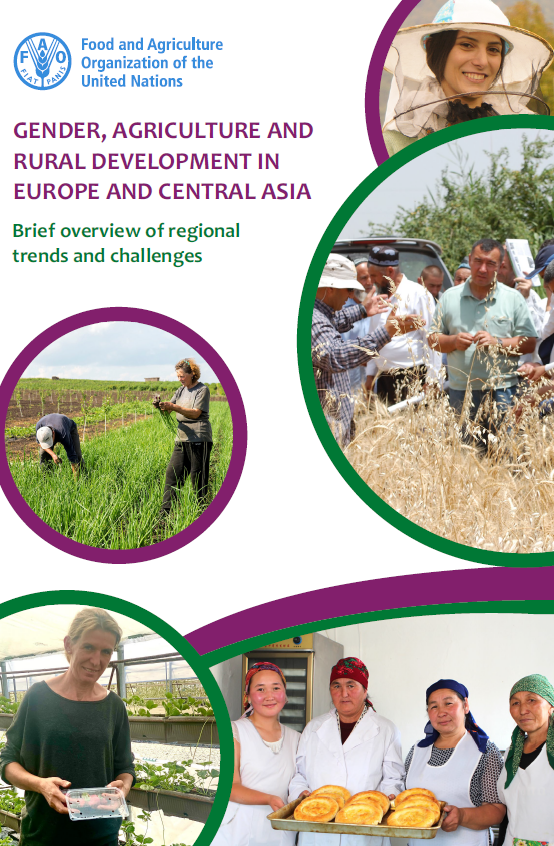 FAO
FIAT PANIS
Food and Agriculture
Organization of the
United Nations
GENDER, AGRICULTURE AND
RURAL DEVELOPMENT IN
EUROPE AND CENTRAL ASIA
Brief overview of regional
trends and challenges